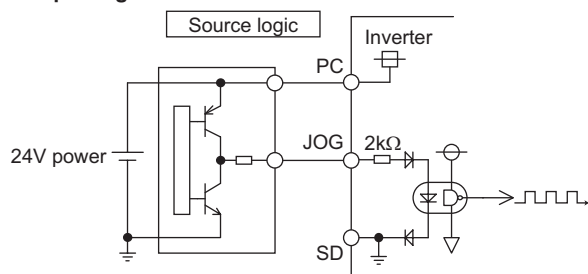 Source logic
Inverter
PC
24V power
JOG
2kΩ
SD